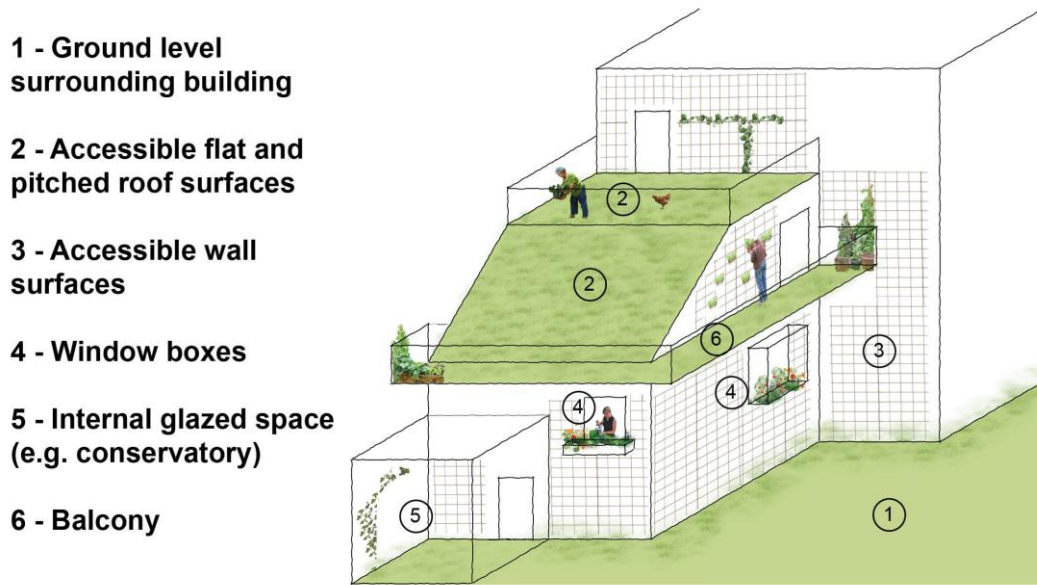 1 - Ground level
surrounding building
2 - Accessible flat and
pitched roof surfaces
3 - Accessible wall
surfaces
4 - Window boxes
5 - Internal glazed space
(e.g. conservatory)
6 - Balcony
2
2
6
3
4
4
5
1